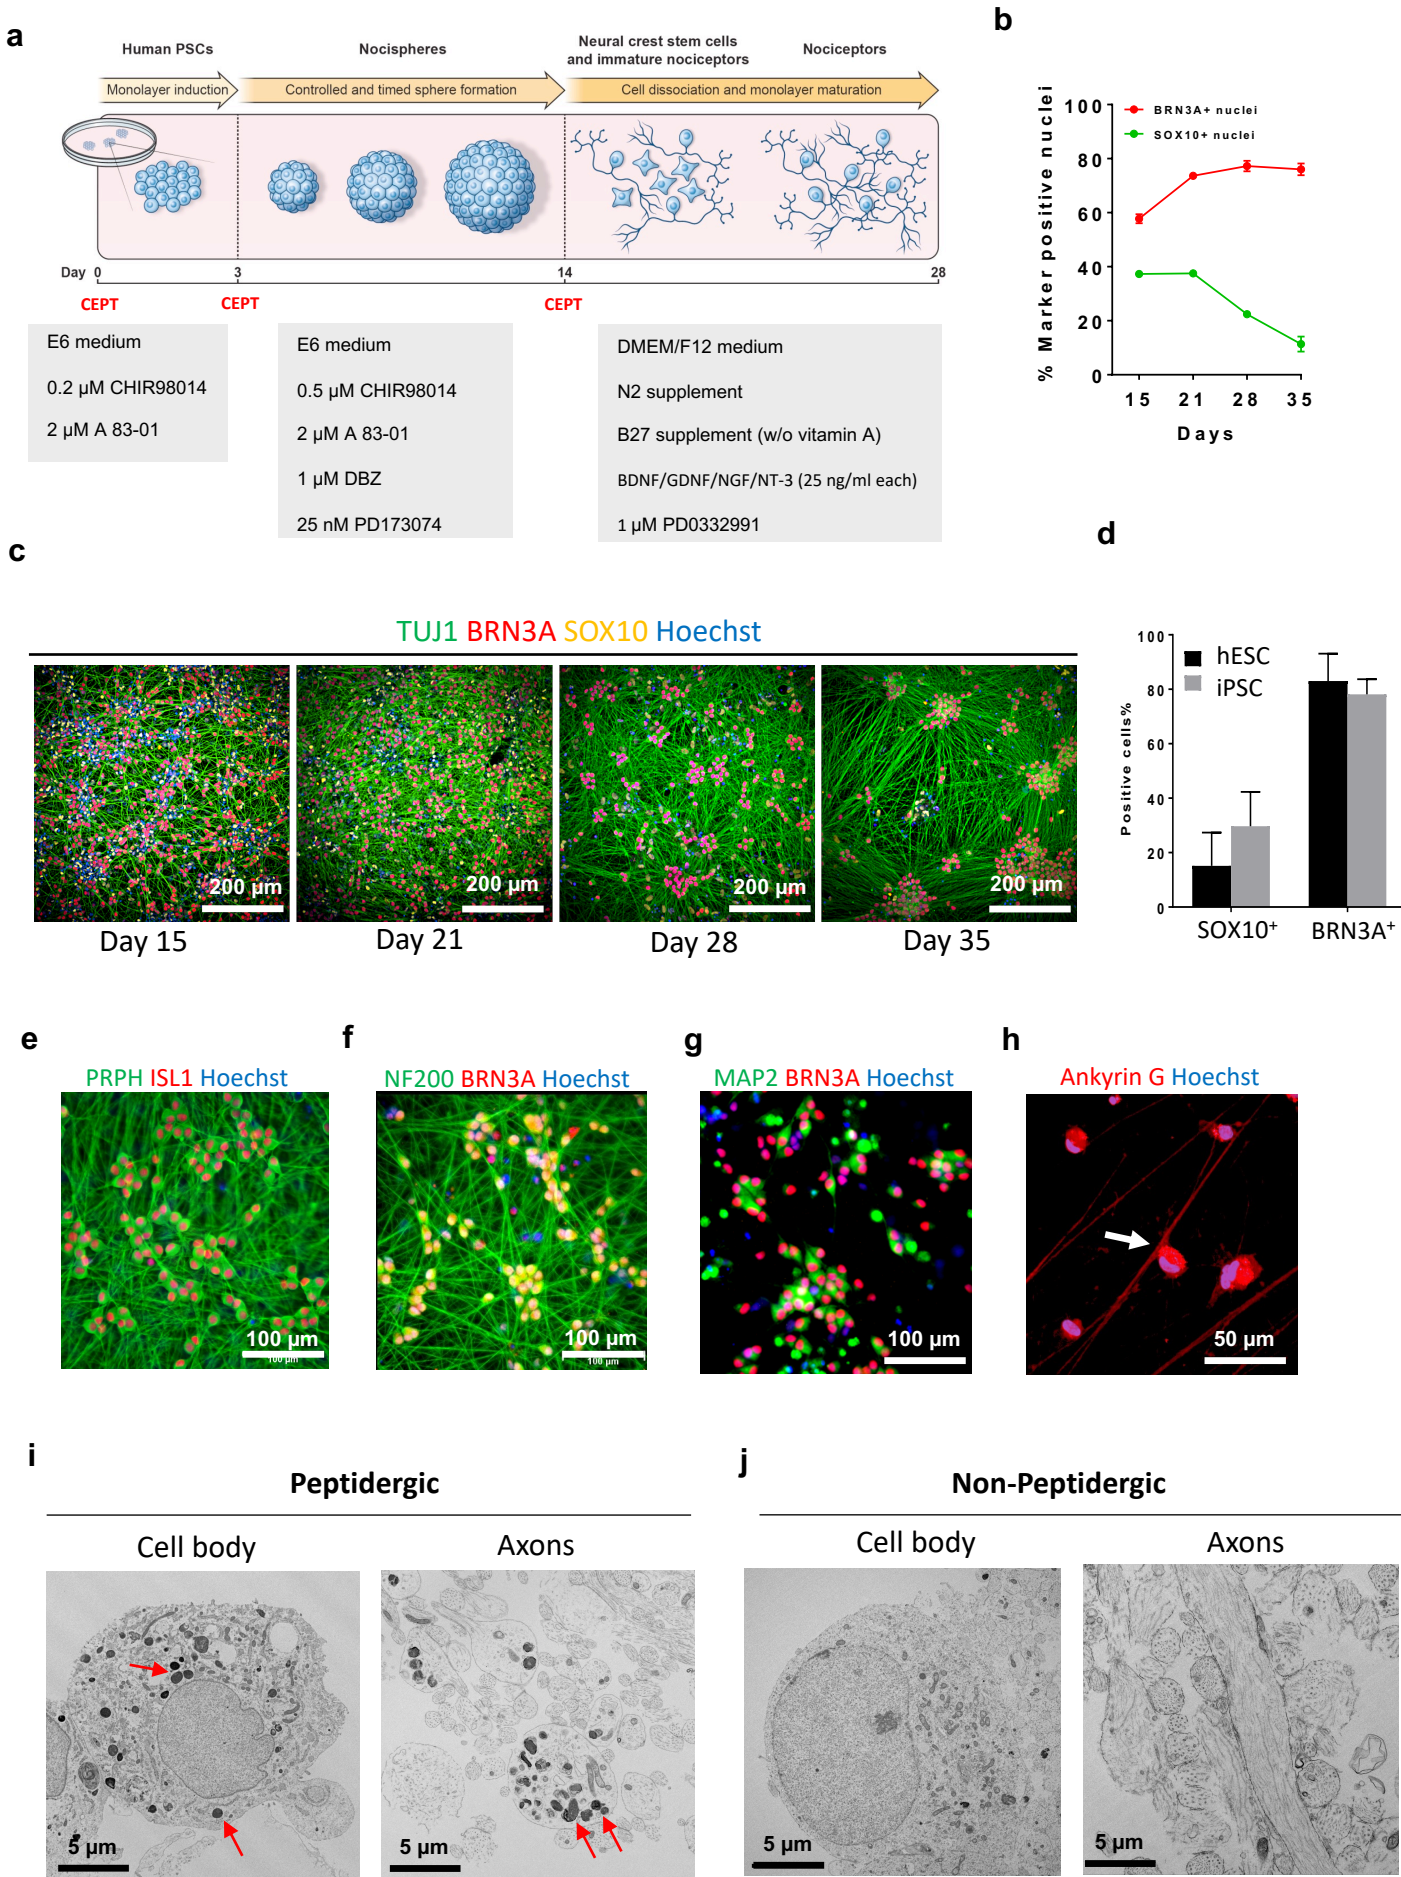 a
Human PSCs
Nocispheres
Neural crest stem cells
and immature nociceptors
Nociceptors
Monolayer induction
Controlled and timed sphere formation
Cell dissociation and monolayer maturation
Day 0
3
14
28
CEPT
CEPT
CEPT
E6 medium
0.2 µM CHIR98014
2 µM A 83-01
E6 medium
0.5 µM CHIR98014
2 µM A 83-01
1 µM DBZ
25 nM PD173074
DMEM/F12 medium
N2 supplement
B27 supplement (w/o vitamin A)
BDNF/GDNF/NGF/NT-3 (25 ng/ml each)
1 µM PD0332991
b
% Marker positive nuclei
100
80
60
40
20
0
BRN3A+ nuclei
SOX10+ nuclei
15 21 28 35
Days
c
TUJ1 BRN3A SOX10 Hoechst
200 µm
200 µm
200 µm
200 µm
Day 15
Day 21
Day 28
Day 35
d
Positive cells%
100
80
60
40
20
0
hESC
iPSC
SOX10+
BRN3A+
e
PRPH ISL1 Hoechst
100 µm
100 µm
f
NF200 BRN3A Hoechst
100 µm
100 µm
g
MAP2 BRN3A Hoechst
100 µm
h
Ankyrin G Hoechst
50 µm
i
Peptidergic
Cell body
Axons
5 µm
5 µm
j
Non-Peptidergic
Cell body
Axons
5 µm
5 µm